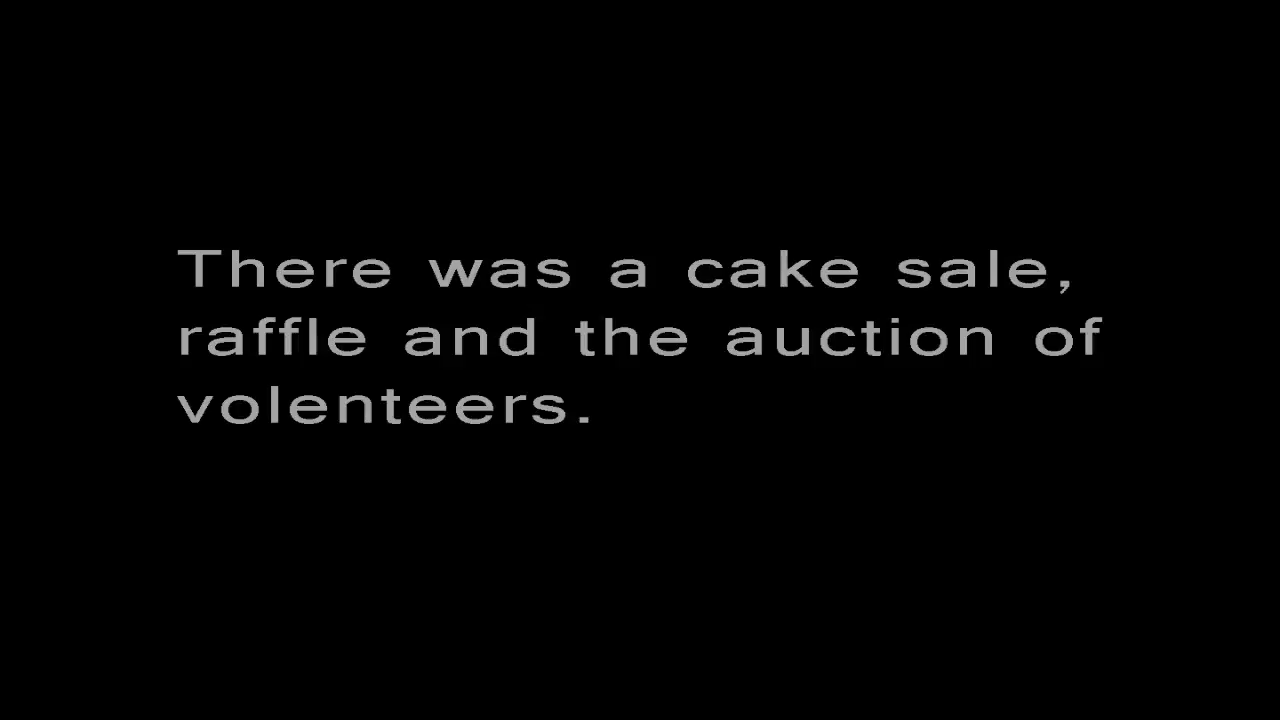 There was a cake sale,
raffle and the auction of
volenteers.